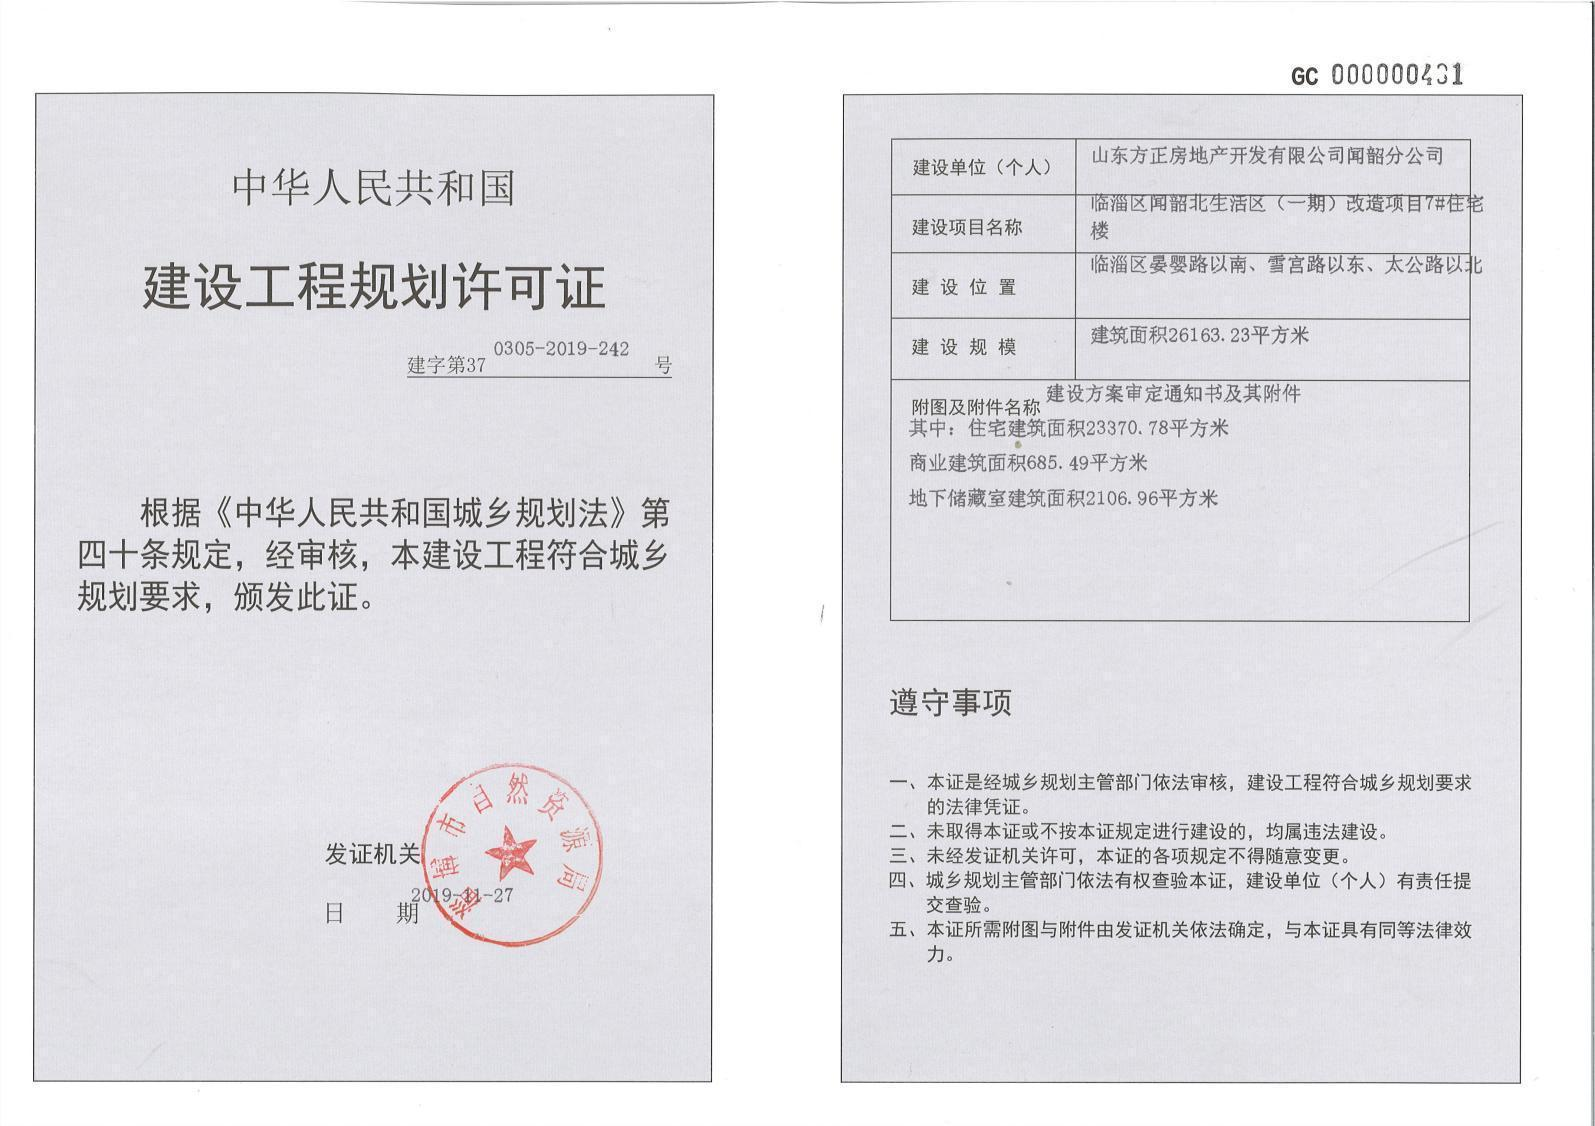 GC 000000431
中华人民共和国
建设工程规划许可证
建字第37 0305-2019-242 号
根据《中华人民共和国城乡规划法》第
四十条规定，经审核，本建设工程符合城乡
规划要求，颁发此证。
发证机关
淄博市自然资源局
日 期 2019-11-27
建设单位（个人） 山东方正房地产开发有限公司闻韶分公司
建设项目名称 临淄区闻韶北生活区（一期）改造项目7#住宅
楼
建设位置 临淄区晏婴路以南、雪宫路以东、太公路以北
建设规模 建筑面积26163.23平方米
附图及附件名称 建设方案审定通知书及其附件
其中：住宅建筑面积23370.78平方米
商业建筑面积685.49平方米
地下储藏室建筑面积2106.96平方米
遵守事项
一、本证是经城乡规划主管部门依法审核，建设工程符合城乡规划要求
的法律凭证。
二、未取得本证或不按本证规定进行建设的，均属违法建设。
三、未经发证机关许可，本证的各项规定不得随意变更。
四、城乡规划主管部门依法有权查验本证，建设单位（个人）有责任提
交查验。
五、本证所需附图与附件由发证机关依法确定，与本证具有同等法律效
力。